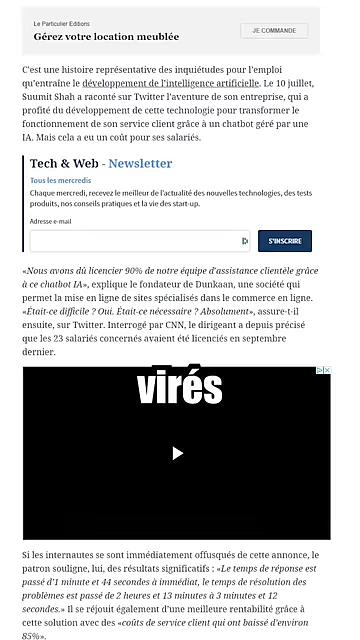 Le Particulier Editions
Gérez votre location meublée
JE COMMANDE
C'est une histoire représentative des inquiétudes pour l'emploi
qu'entraîne le développement de l'intelligence artificielle. Le 10 juillet,
Suumit Shah a raconté sur Twitter l'aventure de son entreprise, qui a
profité du développement de cette technologie pour transformer le
fonctionnement de son service client grâce à un chatbot géré par une
IA. Mais cela a eu un coût pour ses salariés.
Tech & Web - Newsletter
Tous les mercredis
Chaque mercredi, recevez le meilleur de l'actualité des nouvelles technologies, des tests
produits, nos conseils pratiques et la vie des start-up.
Adresse e-mail
S'INSCRIRE
«Nous avons dû licencier 90% de notre équipe d'assistance clientèle grâce
à ce chatbot IA», explique le fondateur de Dunkaan, une société qui
permet la mise en ligne de sites spécialisés dans le commerce en ligne.
«Était-ce difficile ? Oui. Était-ce nécessaire ? Absolument», assure-t-il
ensuite, sur Twitter. Interrogé par CNN, le dirigeant a depuis précisé
que les 23 salariés concernés avaient été licenciés en septembre
dernier.
virés
Si les internautes se sont immédiatement offusqués de cette annonce, le
patron souligne, lui, des résultats significatifs : «Le temps de réponse est
passé d'1 minute et 44 secondes à immédiat, le temps de résolution des
problèmes est passé de 2 heures et 13 minutes à 3 minutes et 12
secondes.» Il se réjouit également d'une meilleure rentabilité grâce à
cette solution avec des «coûts de service client qui ont baissé d'environ
85%».